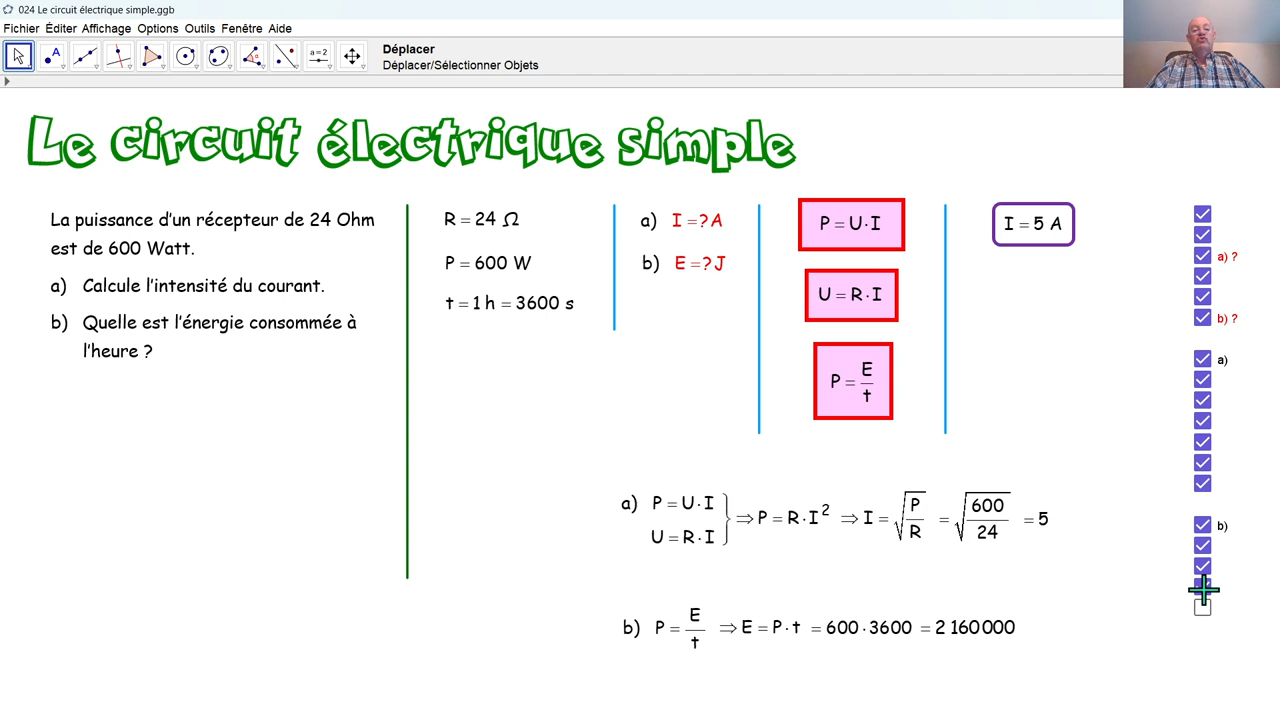 024 Le circuit électrique simple.ggb
Fichier Éditer Affichage Options Outils Fenêtre Aide
A
a=2
Déplacer
Déplacer/Sélectionner Objets
Le circuit électrique simple
La puissance d'un récepteur de 24 Ohm
est de 600 Watt.
a) Calcule l'intensité du courant.
b) Quelle est l'énergie consommée à
l'heure ?
R = 24 Ω
P = 600 W
t = 1 h = 3600 s
a) I = ? A
b) E = ? J
P = U · I
U = R · I
P = E/t
I = 5 A
a) ?
b) ?
a)
b)
a) P = U · I
U = R · I
⇒ P = R · I² ⇒ I = √(P/R) = √(600/24) = 5
b) P = E/t ⇒ E = P · t = 600 · 3600 = 2 160 000